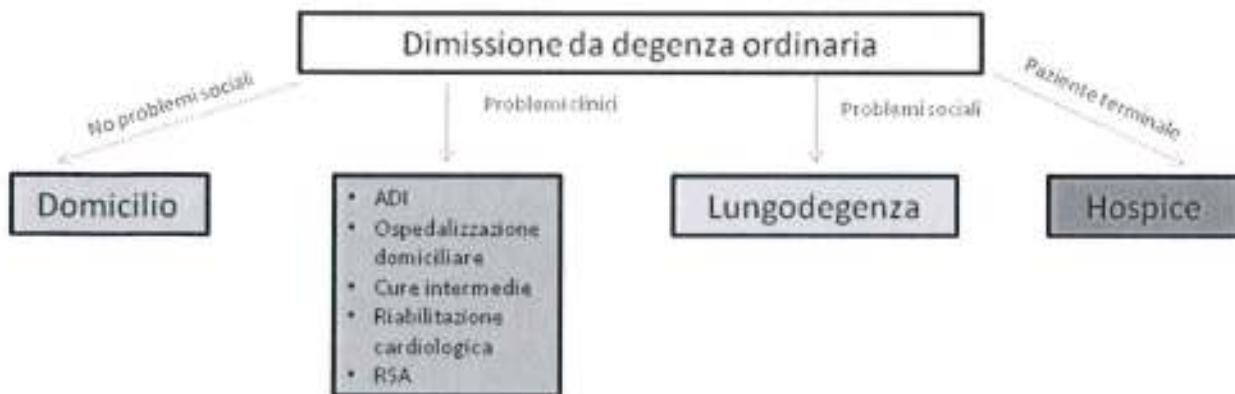 Dimissione da degenza ordinaria
No problemi sociali
Problemi clinici
Problemi sociali
Paziente terminale
Domicilio
• ADI
• Ospedalizzazione
domiciliare
• Cure intermedie
• Riabilitazione
cardiologica
• RSA
Lungodegenza
Hospice